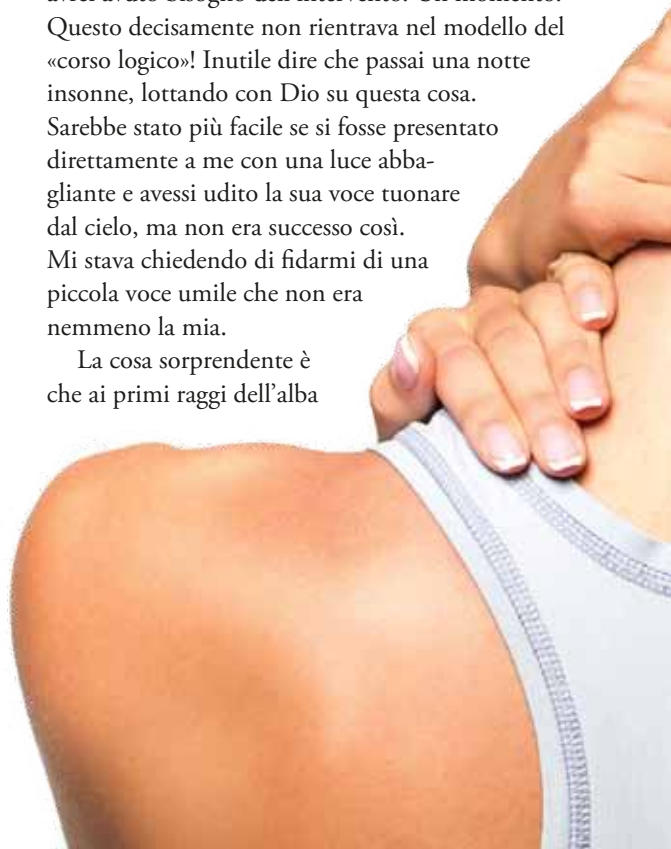 Questo decisamente non rientrava nel modello del
«corso logico»! Inutile dire che passai una notte
insonne, lottando con Dio su questa cosa.
Sarebbe stato più facile se si fosse presentato
direttamente a me con una luce abba-
gliante e avessi udito la sua voce tuonare
dal cielo, ma non era successo così.
Mi stava chiedendo di fidarmi di una
piccola voce umile che non era
nemmeno la mia.
La cosa sorprendente è
che ai primi raggi dell’alba